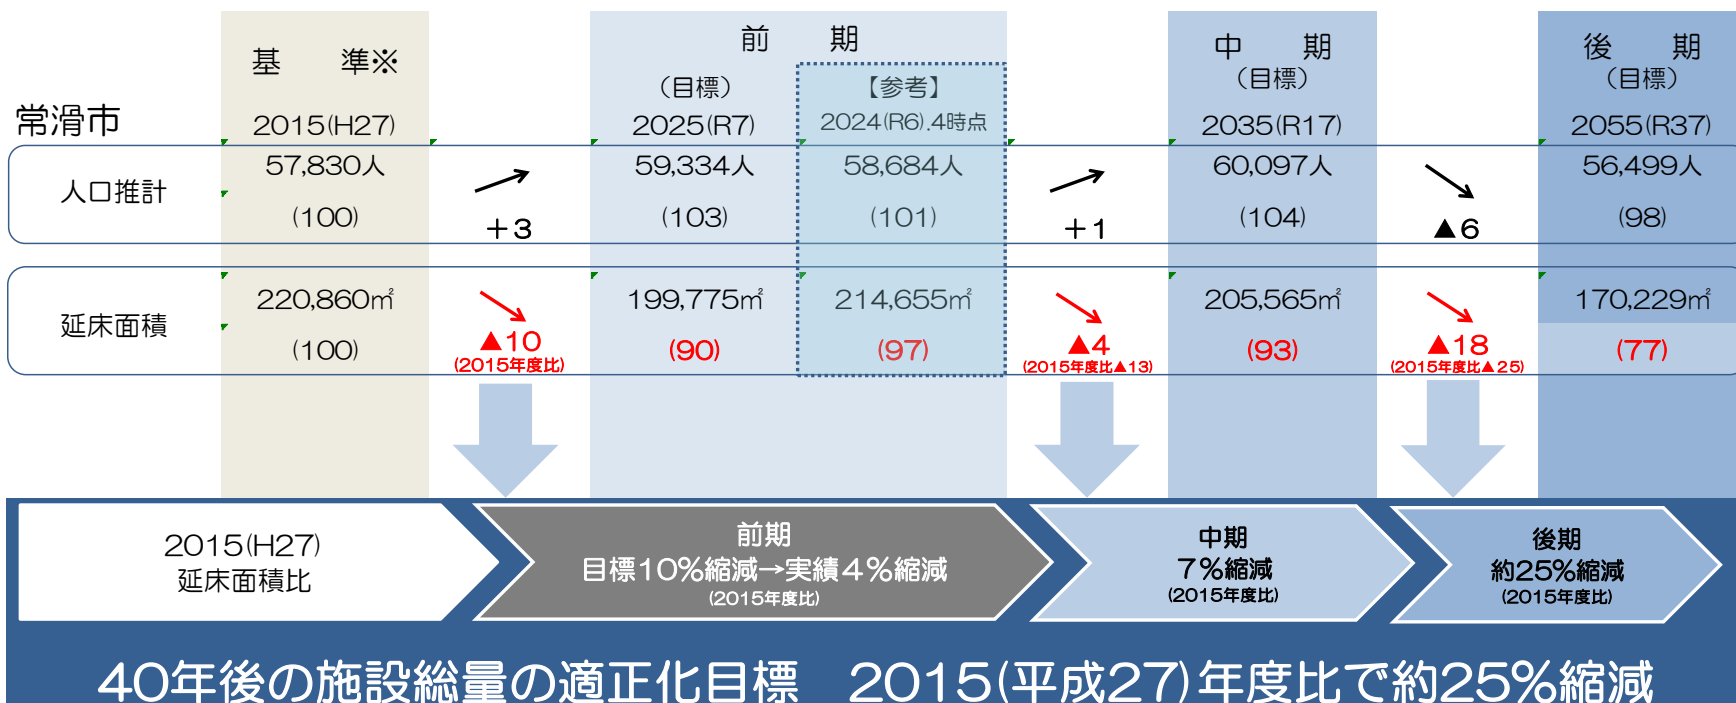 基　準※
前　期
中　期
後　期
（目標）
【参考】
（目標）
（目標）
常滑市
2015(H27)
2025(R7)
2024(R6).4時点
2035(R17)
2055(R37)
人口推計
57,830人
59,334人
58,684人
60,097人
56,499人
(100)
＋3
(103)
(101)
＋1
(104)
▲6
(98)
延床面積
220,860㎡
199,775㎡
214,655㎡
205,565㎡
170,229㎡
(100)
▲10
(2015年度比)
(90)
(97)
▲4
(2015年度比▲13)
(93)
▲18
(2015年度比▲25)
(77)
2015(H27)
延床面積比
前期
目標10%縮減→実績4%縮減
(2015年度比)
中期
7%縮減
(2015年度比)
後期
約25%縮減
(2015年度比)
40年後の施設総量の適正化目標　2015(平成27)年度比で約25%縮減